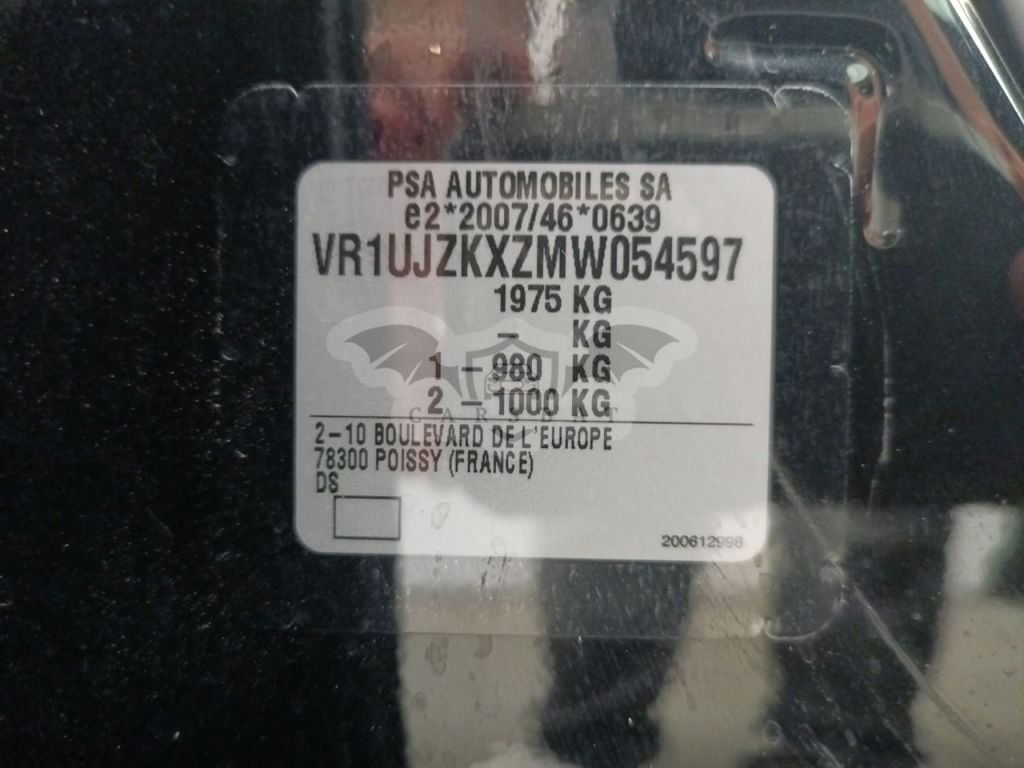 PSA AUTOMOBILES SA
e2*2007/46*0639
VR1UJZKXZMW054597
1975 KG
– KG
1 – 980 KG
2 – 1000 KG
2-10 BOULEVARD DE L'EUROPE
78300 POISSY (FRANCE)
DS
200612998